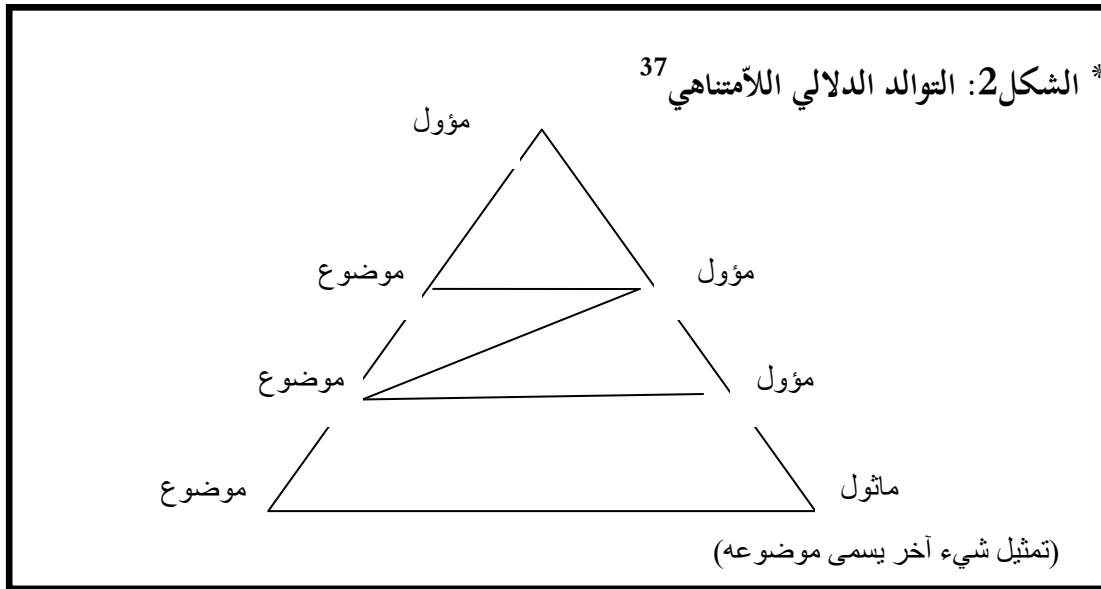 * الشكل2: التوالد الدلالي اللاّمتناهي37
مؤول
موضوع
مؤول
موضوع
مؤول
موضوع
ماثول
(تمثيل شيء آخر يسمى موضوعه)